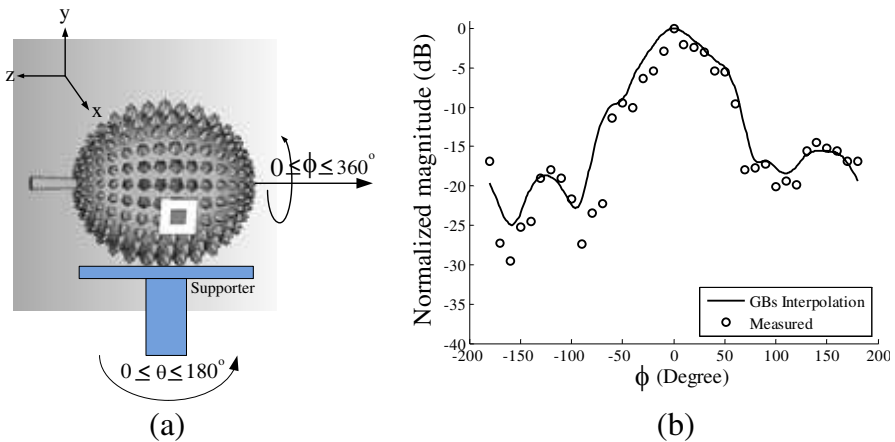 y
z
x
0 ≤ ϕ ≤ 360°
Supporter
0 ≤ θ ≤ 180°
(a)
Normalized magnitude (dB)
0
-5
-10
-15
-20
-25
-30
-35
-40
-200
-150
-100
-50
0
50
100
150
200
ϕ (Degree)
GBs Interpolation
Measured
(b)